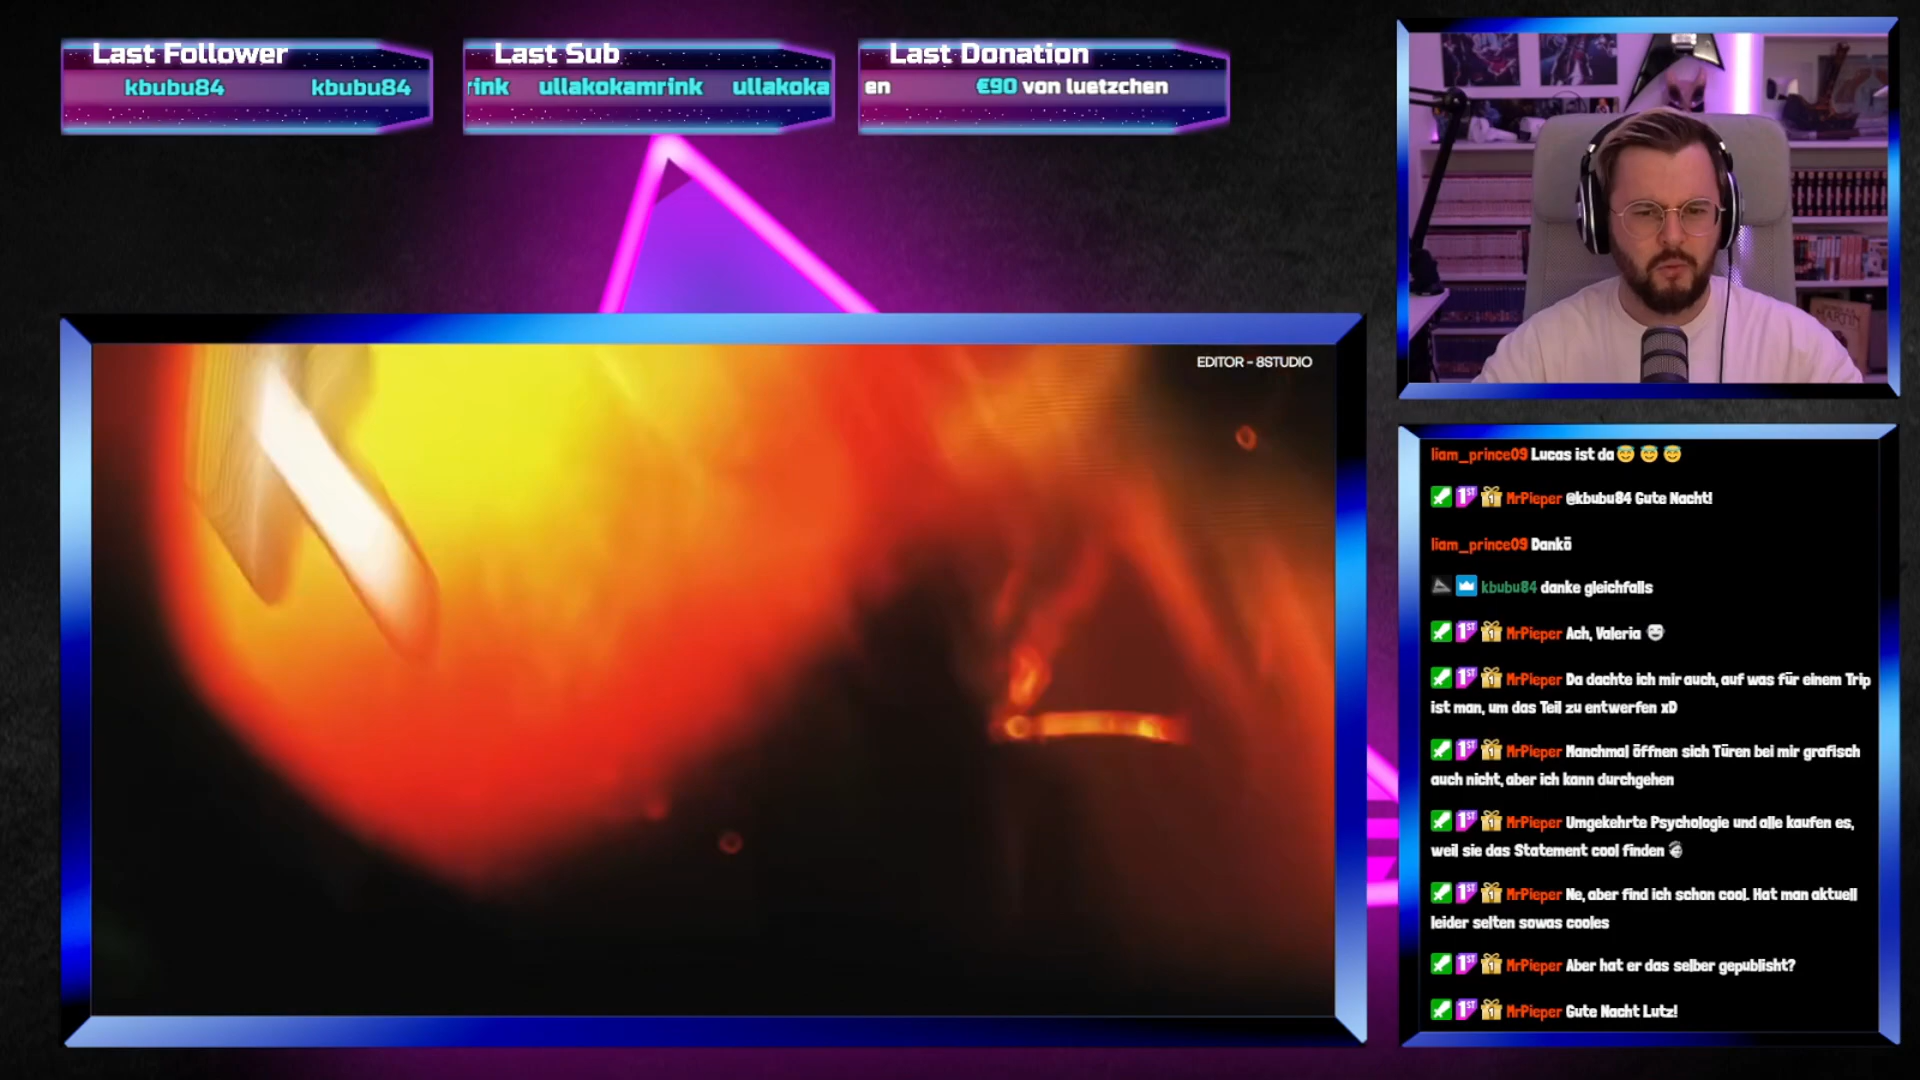 Last Follower
kbubu84 kbubu84
Last Sub
rink ullakokamrink ullakoka
Last Donation
en €90 von luetzchen
EDITOR - 8STUDIO
liam_prince09 Lucas ist da
MrPieper @kbubu84 Gute Nacht!
liam_prince09 Dankö
kbubu84 danke gleichfalls
MrPieper Ach, Valeria
MrPieper Da dachte ich mir auch, auf was für einem Trip
ist man, um das Teil zu entwerfen xD
MrPieper Manchmal öffnen sich Türen bei mir grafisch
auch nicht, aber ich kann durchgehen
MrPieper Umgekehrte Psychologie und alle kaufen es,
weil sie das Statement cool finden
MrPieper Ne, aber find ich schon cool. Hat man aktuell
leider selten sowas cooles
MrPieper Aber hat er das selber gepublisht?
MrPieper Gute Nacht Lutz!